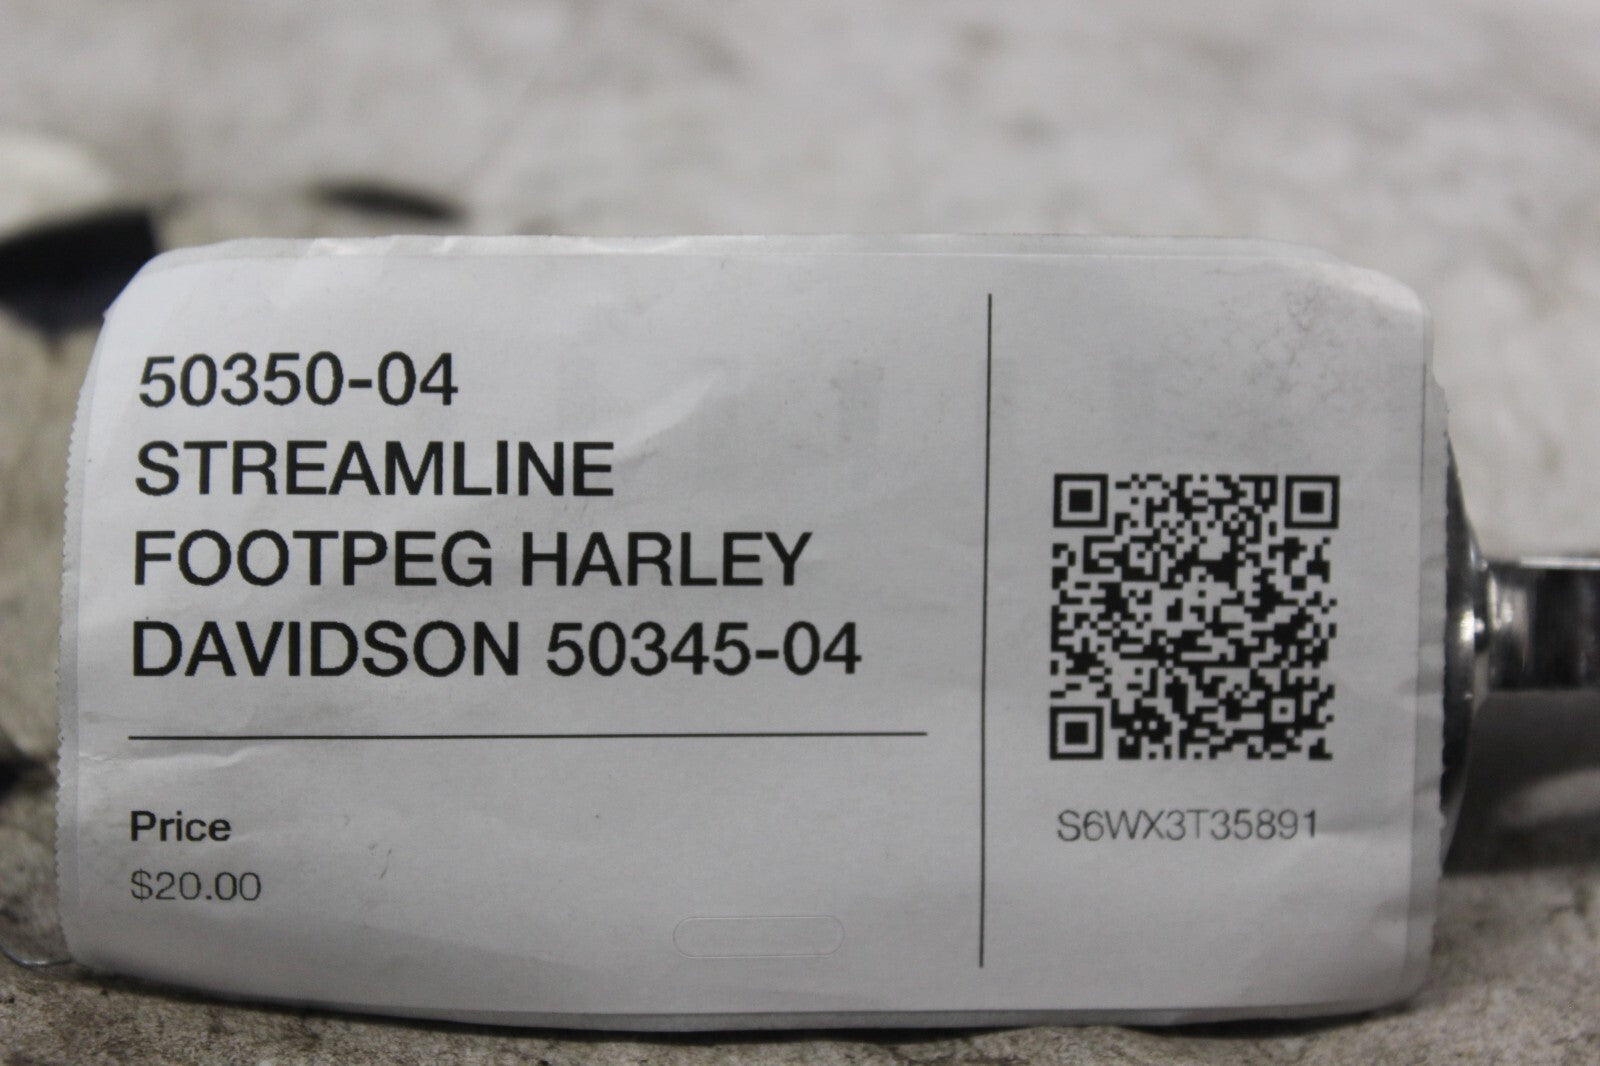 50350-04
STREAMLINE
FOOTPEG HARLEY
DAVIDSON 50345-04
Price
$20.00
S6WX3T35891